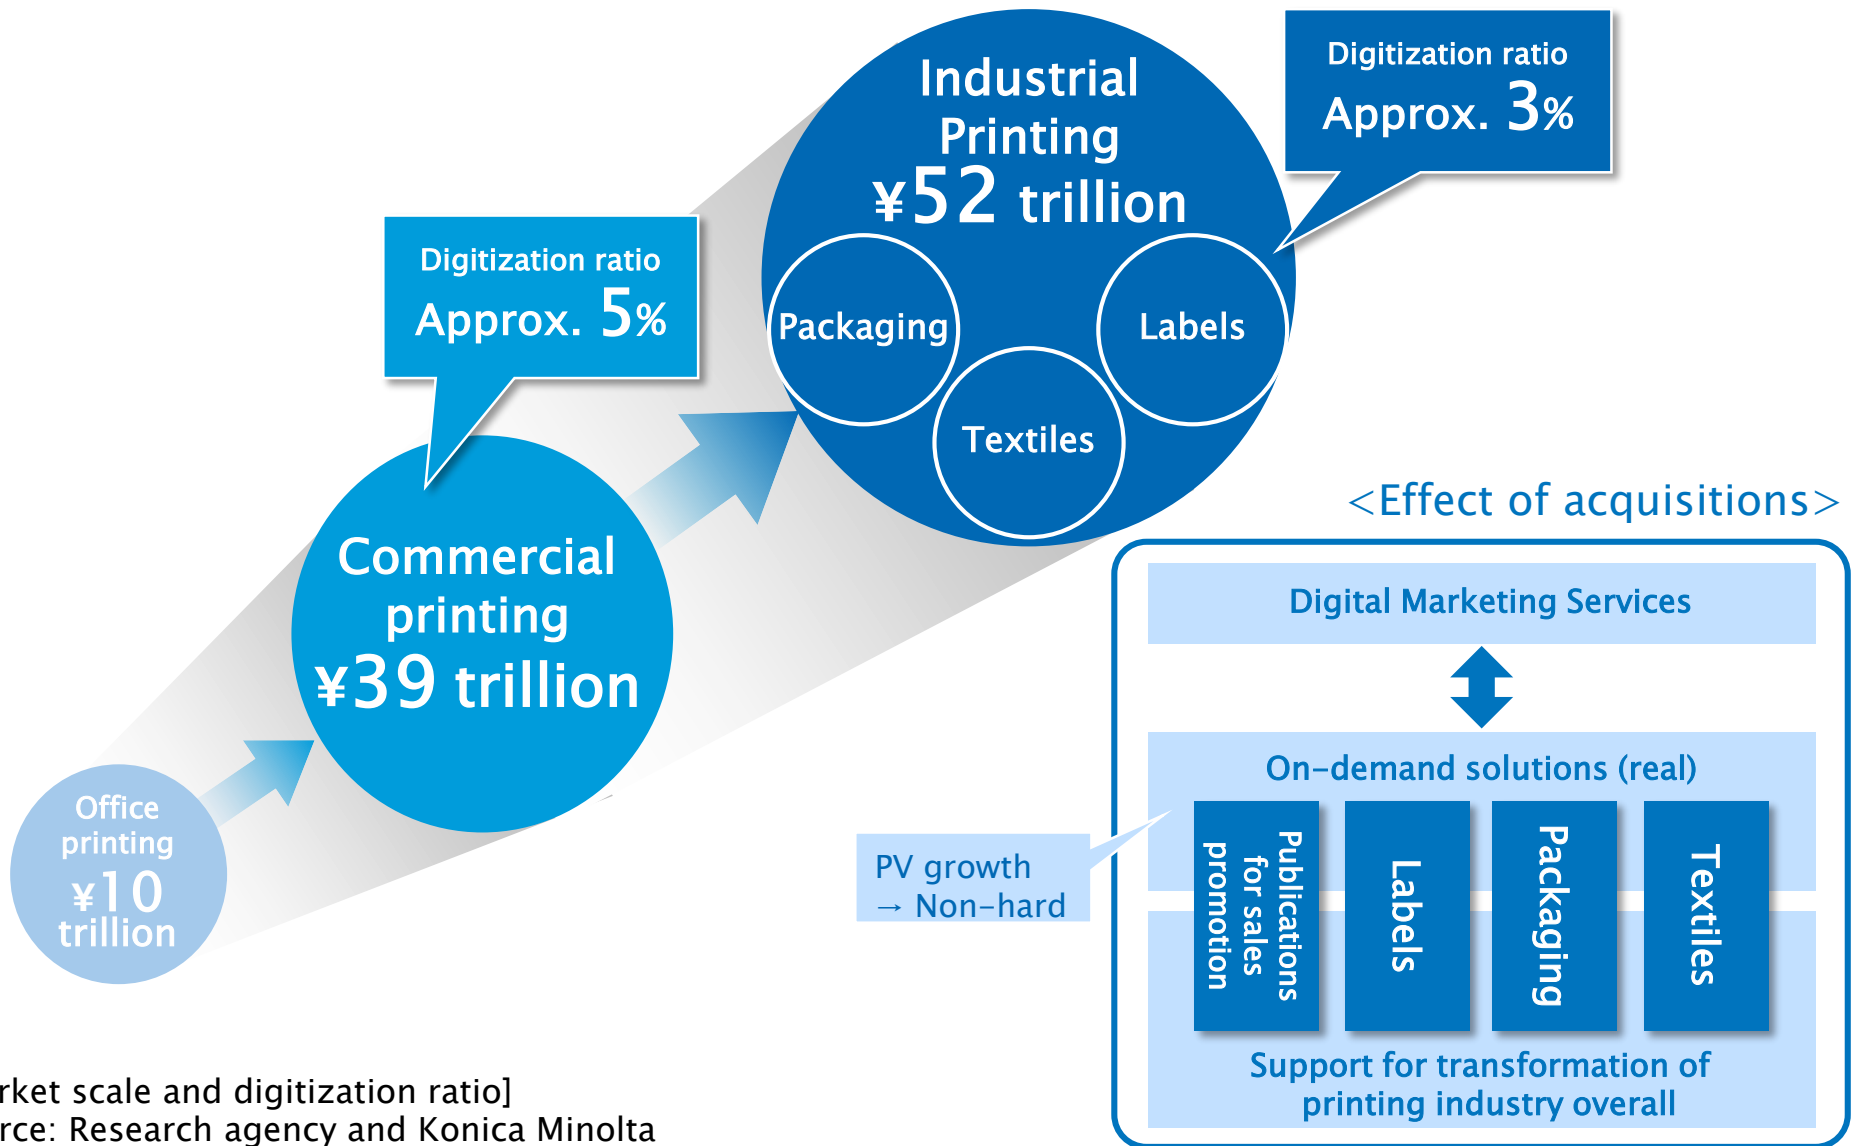 Industrial
Printing
¥52 trillion
Packaging
Labels
Textiles
Digitization ratio
Approx. 3%
Digitization ratio
Approx. 5%
Commercial
printing
¥39 trillion
Office
printing
¥10
trillion
<Effect of acquisitions>
Digital Marketing Services
On-demand solutions (real)
PV growth
→ Non-hard
Publications
for sales
promotion
Labels
Packaging
Textiles
Support for transformation of
printing industry overall
scale and digitization ratio]
Research agency and Konica Minolta